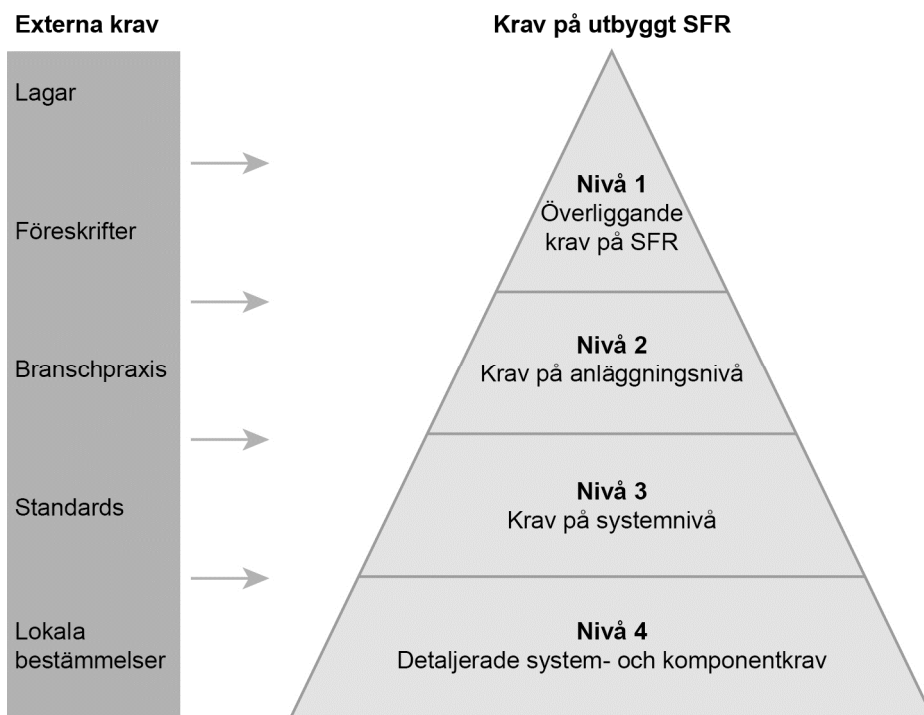 Externa krav
Lagar
Föreskrifter
Branschpraxis
Standards
Lokala
bestämmelser
Krav på utbyggt SFR
Nivå 1
Överliggande
krav på SFR
Nivå 2
Krav på anläggningsnivå
Nivå 3
Krav på systemnivå
Nivå 4
Detaljerade system- och komponentkrav